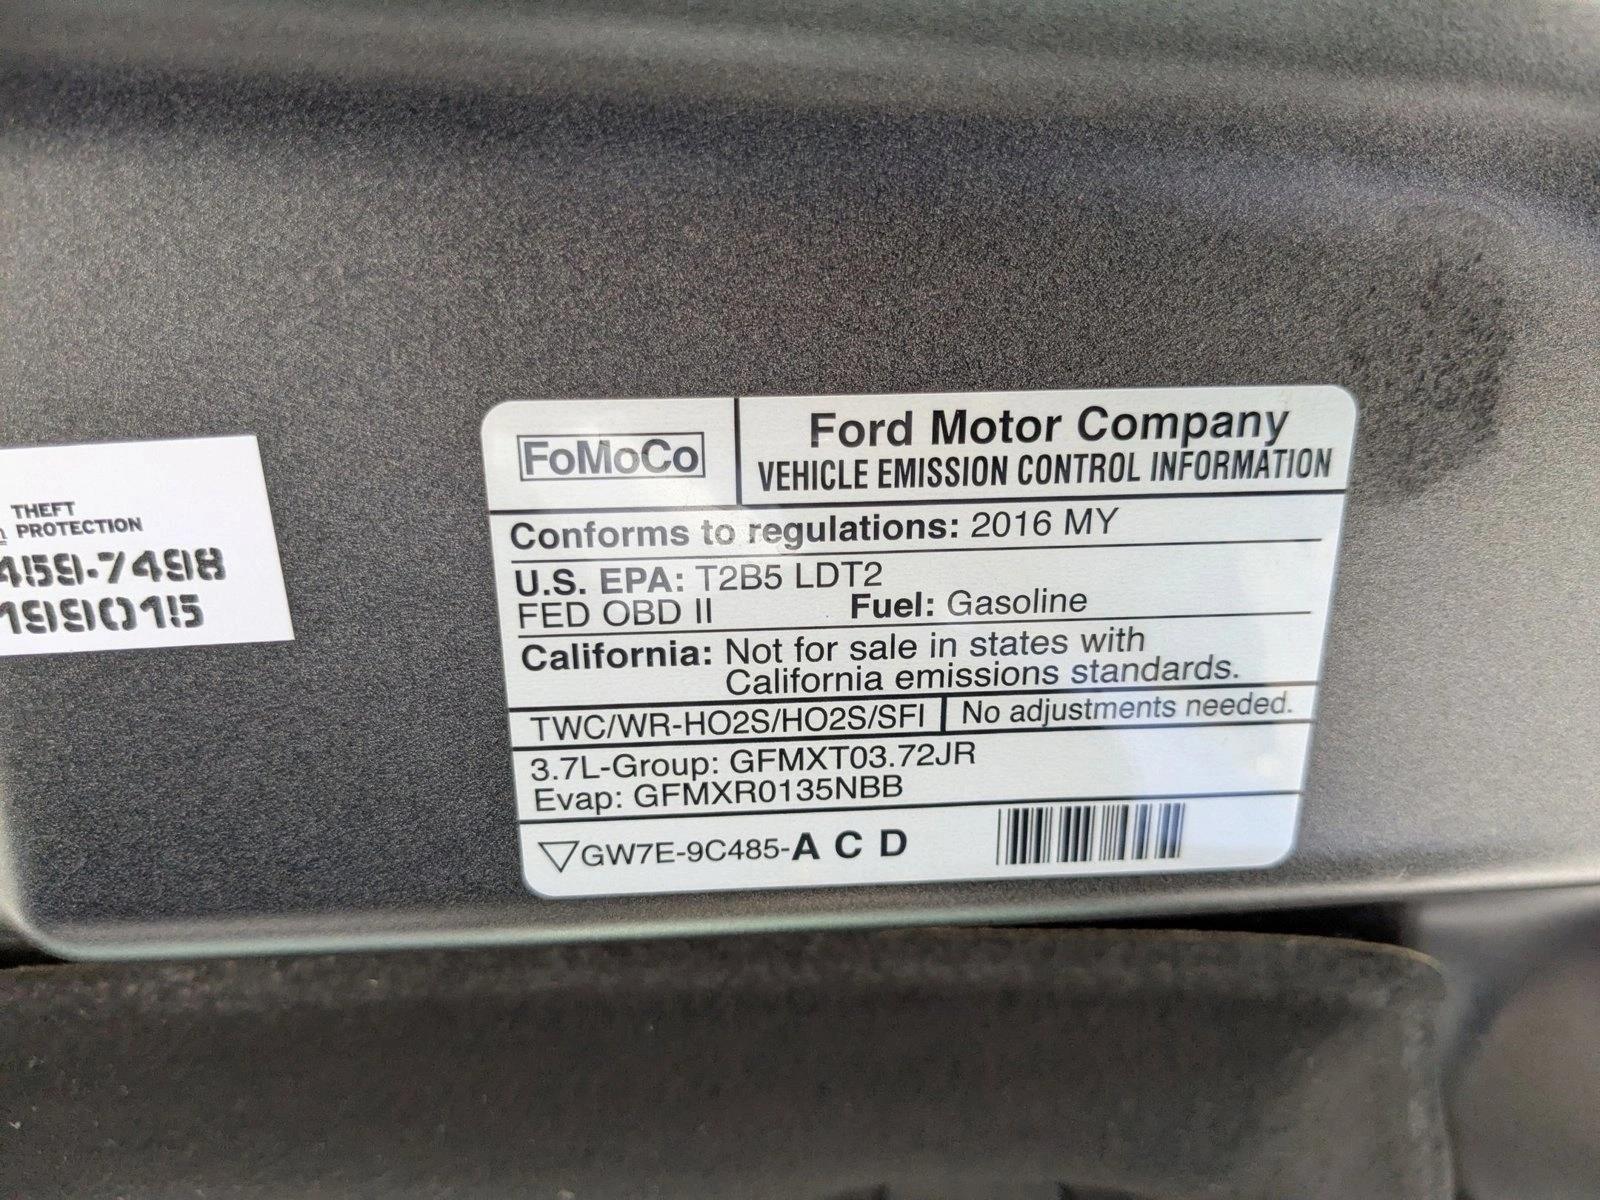 THEFT
PROTECTION
459-7498
199015
FoMoCo
Ford Motor Company
VEHICLE EMISSION CONTROL INFORMATION
Conforms to regulations: 2016 MY
U.S. EPA: T2B5 LDT2
FED OBD II Fuel: Gasoline
California: Not for sale in states with
California emissions standards.
TWC/WR-HO2S/HO2S/SFI No adjustments needed.
3.7L-Group: GFMXT03.72JR
Evap: GFMXR0135NBB
GW7E-9C485-A C D